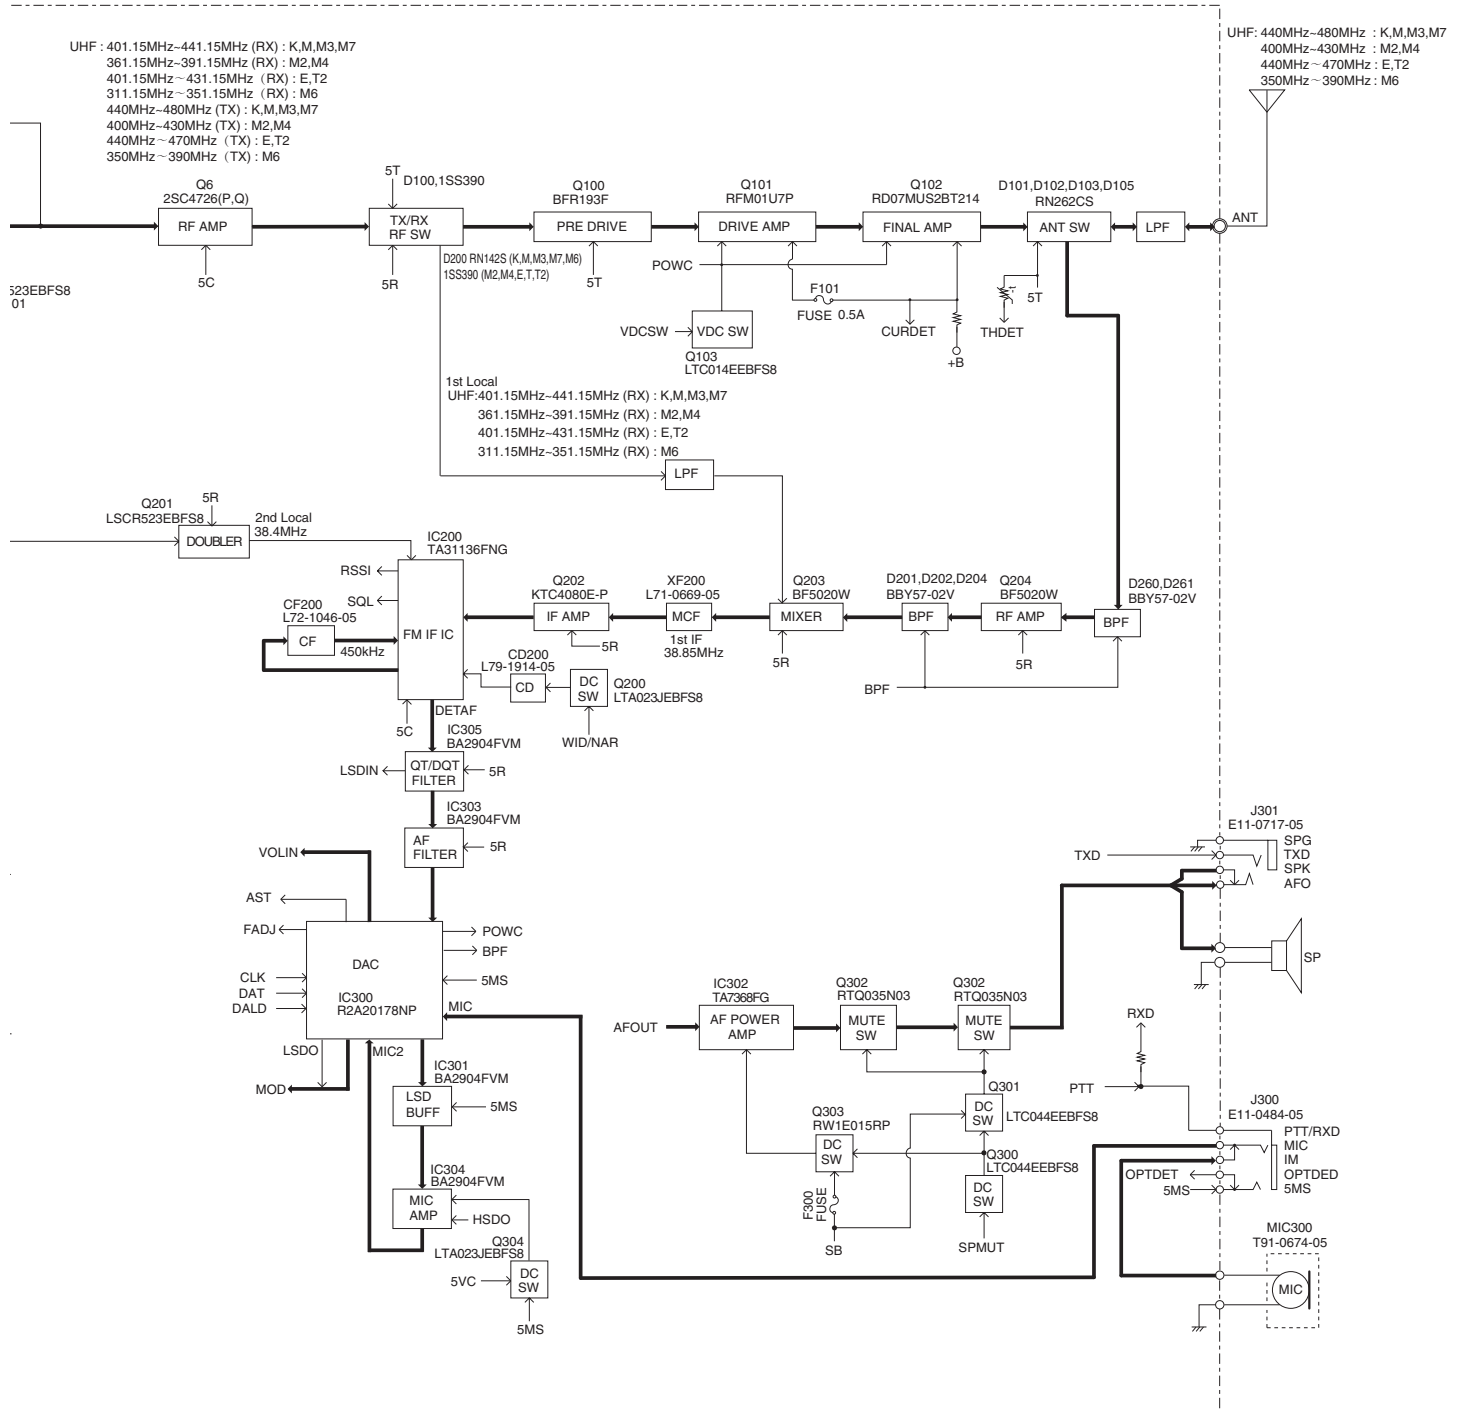 UHF : 401.15MHz~441.15MHz (RX) : K,M,M3,M7
361.15MHz~391.15MHz (RX) : M2,M4
401.15MHz～431.15MHz（RX) : E,T2
311.15MHz～351.15MHz（RX) : M6
440MHz~480MHz (TX) : K,M,M3,M7
400MHz~430MHz (TX) : M2,M4
440MHz～470MHz（TX) : E,T2
350MHz～390MHz（TX) : M6
UHF: 440MHz~480MHz : K,M,M3,M7
400MHz~430MHz : M2,M4
440MHz～470MHz : E,T2
350MHz～390MHz : M6
Q6
2SC4726(P,Q)
RF AMP
5C
523EBFS8
01
5T
D100,1SS390
TX/RX
RF SW
5R
D200 RN142S (K,M,M3,M7,M6)
1SS390 (M2,M4,E,T,T2)
Q100
BFR193F
PRE DRIVE
5T
Q101
RFM01U7P
DRIVE AMP
Q102
RD07MUS2BT214
FINAL AMP
D101,D102,D103,D105
RN262CS
ANT SW
LPF
ANT
POWC
F101
FUSE 0.5A
CURDET
+B
-t
5T
THDET
VDCSW
VDC SW
Q103
LTC014EEBFS8
1st Local
UHF:401.15MHz~441.15MHz (RX) : K,M,M3,M7
361.15MHz~391.15MHz (RX) : M2,M4
401.15MHz~431.15MHz (RX) : E,T2
311.15MHz~351.15MHz (RX) : M6
LPF
Q201
LSCR523EBFS8
5R
DOUBLER
2nd Local
38.4MHz
IC200
TA31136FNG
RSSI
SQL
FM IF IC
CF200
L72-1046-05
CF
450kHz
5C
DETAF
Q202
KTC4080E-P
IF AMP
5R
XF200
L71-0669-05
MCF
1st IF
38.85MHz
Q203
BF5020W
MIXER
5R
D201,D202,D204
BBY57-02V
BPF
Q204
BF5020W
RF AMP
5R
D260,D261
BBY57-02V
BPF
BPF
CD200
L79-1914-05
CD
DC
SW
Q200
LTA023JEBFS8
WID/NAR
IC305
BA2904FVM
LSDIN
QT/DQT
FILTER
5R
IC303
BA2904FVM
AF
FILTER
5R
VOLIN
AST
FADJ
CLK
DAT
DALD
DAC
IC300
R2A20178NP
POWC
BPF
5MS
MIC
LSDO
MIC2
MOD
IC301
BA2904FVM
LSD
BUFF
5MS
IC304
BA2904FVM
MIC
AMP
HSDO
Q304
LTA023JEBFS8
5VC
DC
SW
5MS
AFOUT
IC302
TA7368FG
AF POWER
AMP
Q302
RTQ035N03
MUTE
SW
Q302
RTQ035N03
MUTE
SW
Q301
DC
SW
LTC044EEBFS8
Q303
RW1E015RP
DC
SW
Q300
LTC044EEBFS8
DC
SW
F300
FUSE
SB
SPMUT
J301
E11-0717-05
TXD
SPG
TXD
SPK
AFO
SP
RXD
PTT
J300
E11-0484-05
PTT/RXD
MIC
IM
OPTDED
5MS
OPTDET
5MS
MIC300
T91-0674-05
MIC